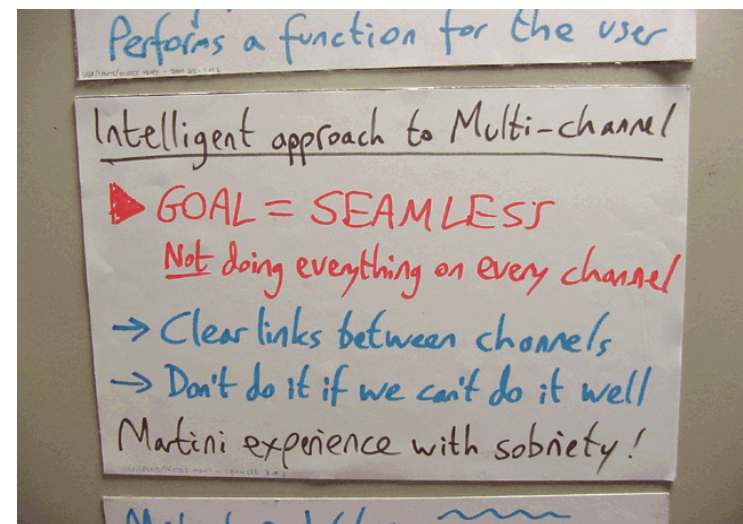 Performs a function for the user
Intelligent approach to Multi-channel
GOAL = SEAMLESS
Not doing everything on every channel
→ Clear links between channels
→ Don't do it if we can't do it well
Martini experience with sobriety!